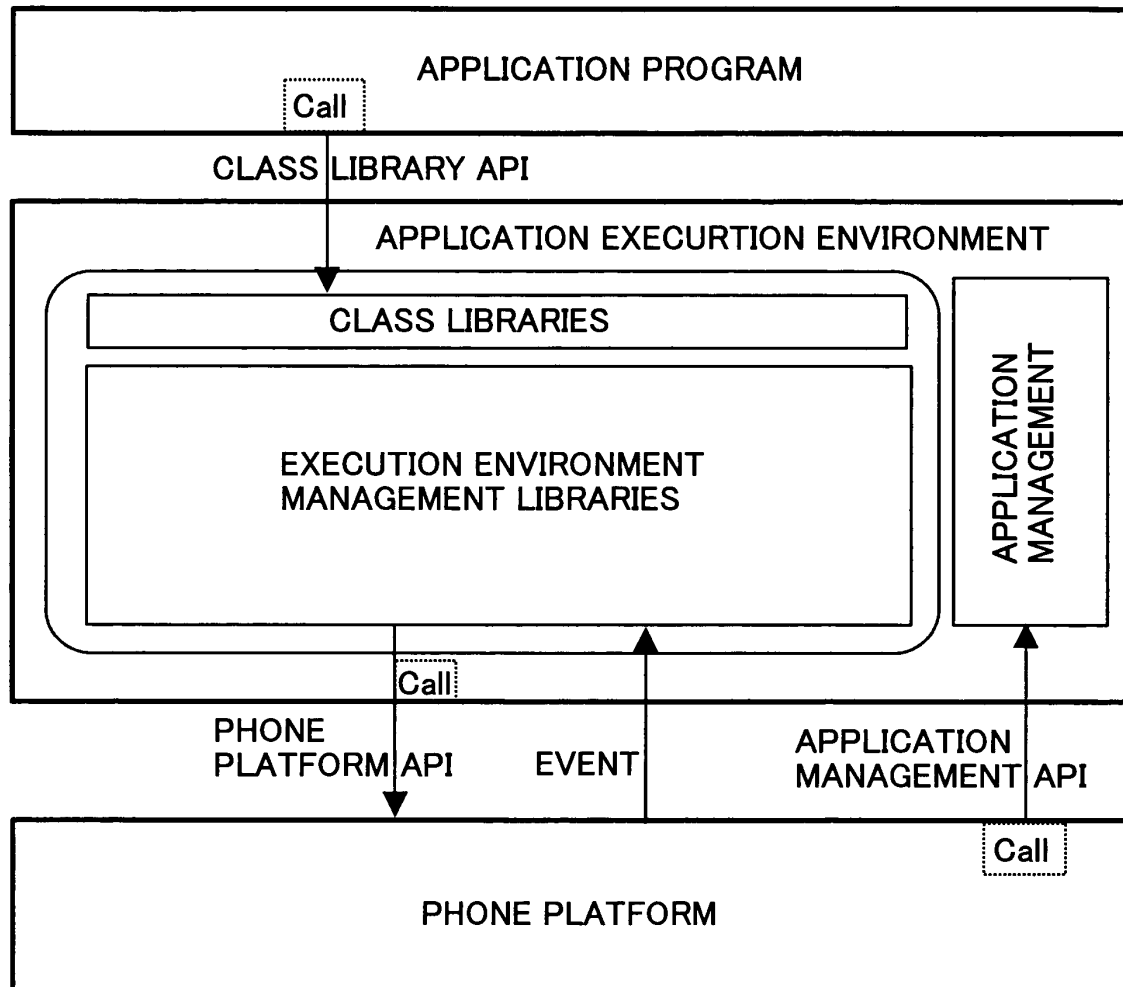 APPLICATION PROGRAM
Call
CLASS LIBRARY API
APPLICATION EXECURTION ENVIRONMENT
CLASS LIBRARIES
EXECUTION ENVIRONMENT
MANAGEMENT LIBRARIES
APPLICATION
MANAGEMENT
Call
PHONE
PLATFORM API
EVENT
APPLICATION
MANAGEMENT API
Call
PHONE PLATFORM